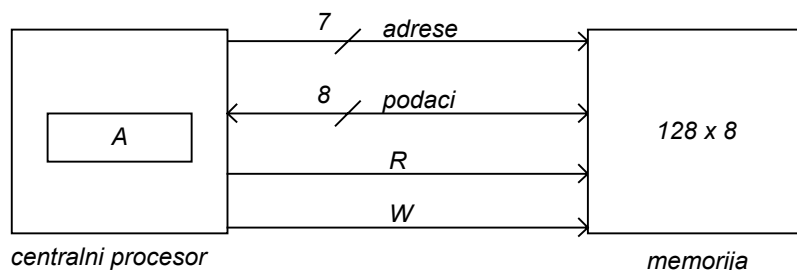 7 adrese
8 podaci
A
128 x 8
R
W
centralni procesor
memorija